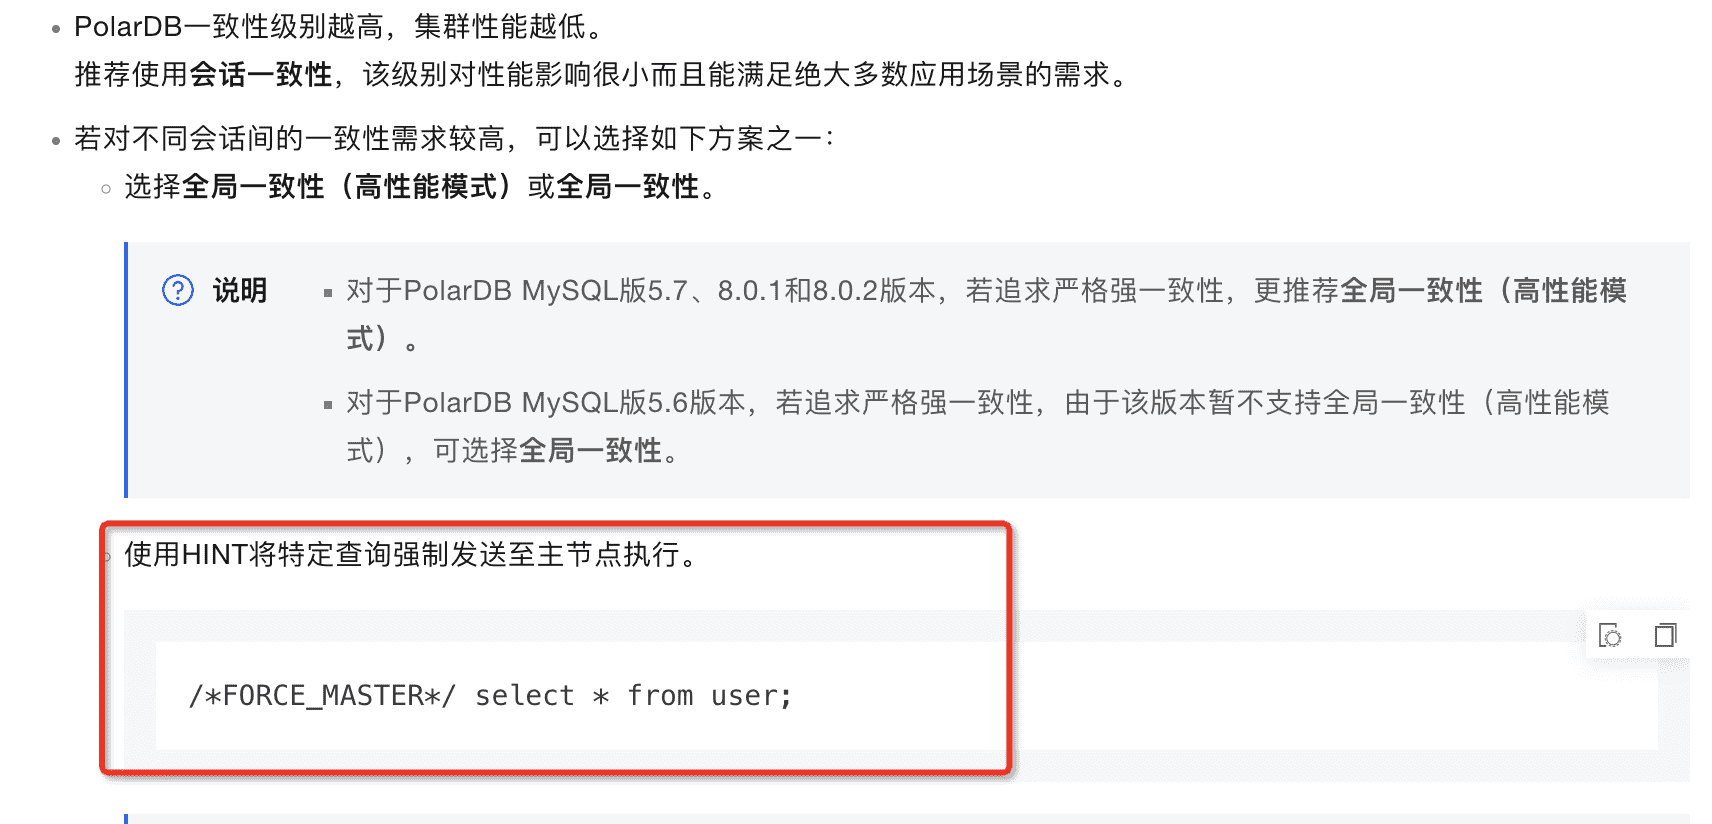 PolarDB一致性级别越高，集群性能越低。
推荐使用会话一致性，该级别对性能影响很小而且能满足绝大多数应用场景的需求。
若对不同会话间的一致性需求较高，可以选择如下方案之一：
选择全局一致性（高性能模式）或全局一致性。
说明
对于PolarDB MySQL版5.7、8.0.1和8.0.2版本，若追求严格强一致性，更推荐全局一致性（高性能模
式）。
对于PolarDB MySQL版5.6版本，若追求严格强一致性，由于该版本暂不支持全局一致性（高性能模
式），可选择全局一致性。
使用HINT将特定查询强制发送至主节点执行。
/*FORCE_MASTER*/ select * from user;